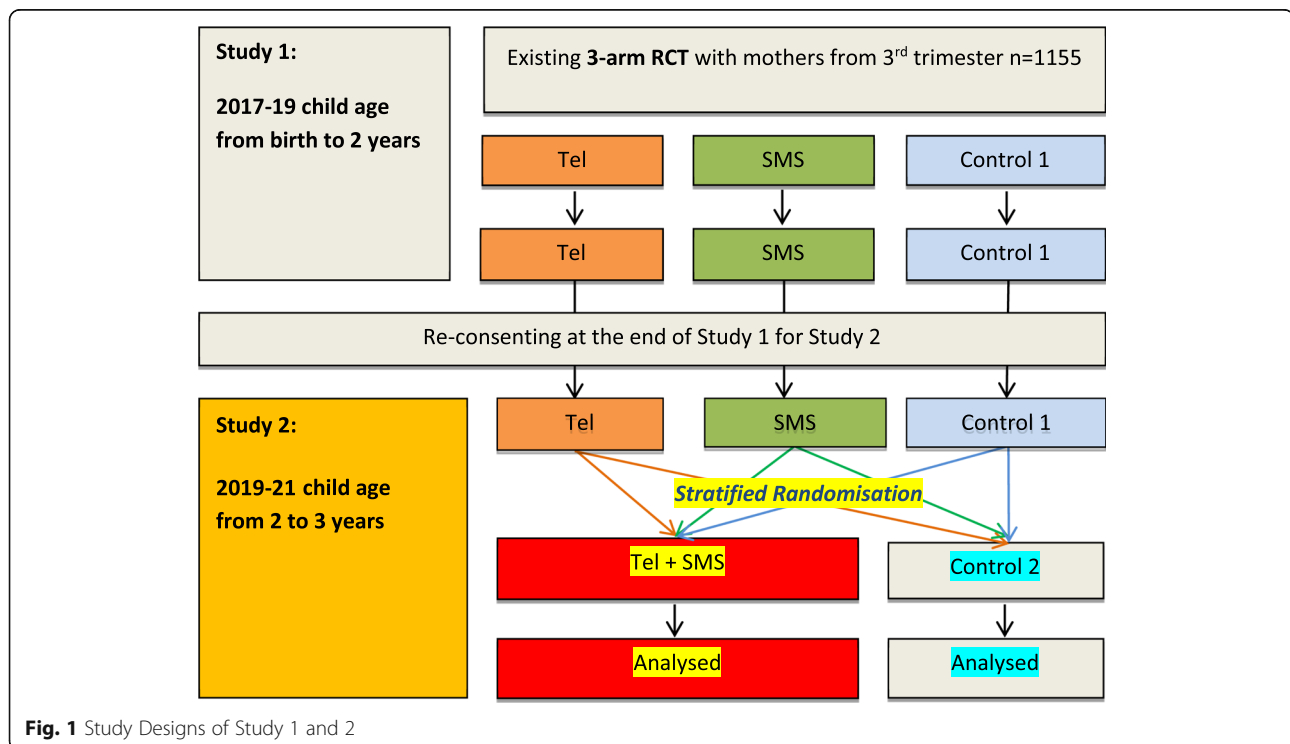 Study 1:
2017-19 child age
from birth to 2 years
Existing 3-arm RCT with mothers from 3rd trimester n=1155
Tel
SMS
Control 1
Tel
SMS
Control 1
Re-consenting at the end of Study 1 for Study 2
Study 2:
2019-21 child age
from 2 to 3 years
Tel
SMS
Control 1
Stratified Randomisation
Tel + SMS
Control 2
Analysed
Analysed
Fig. 1 Study Designs of Study 1 and 2